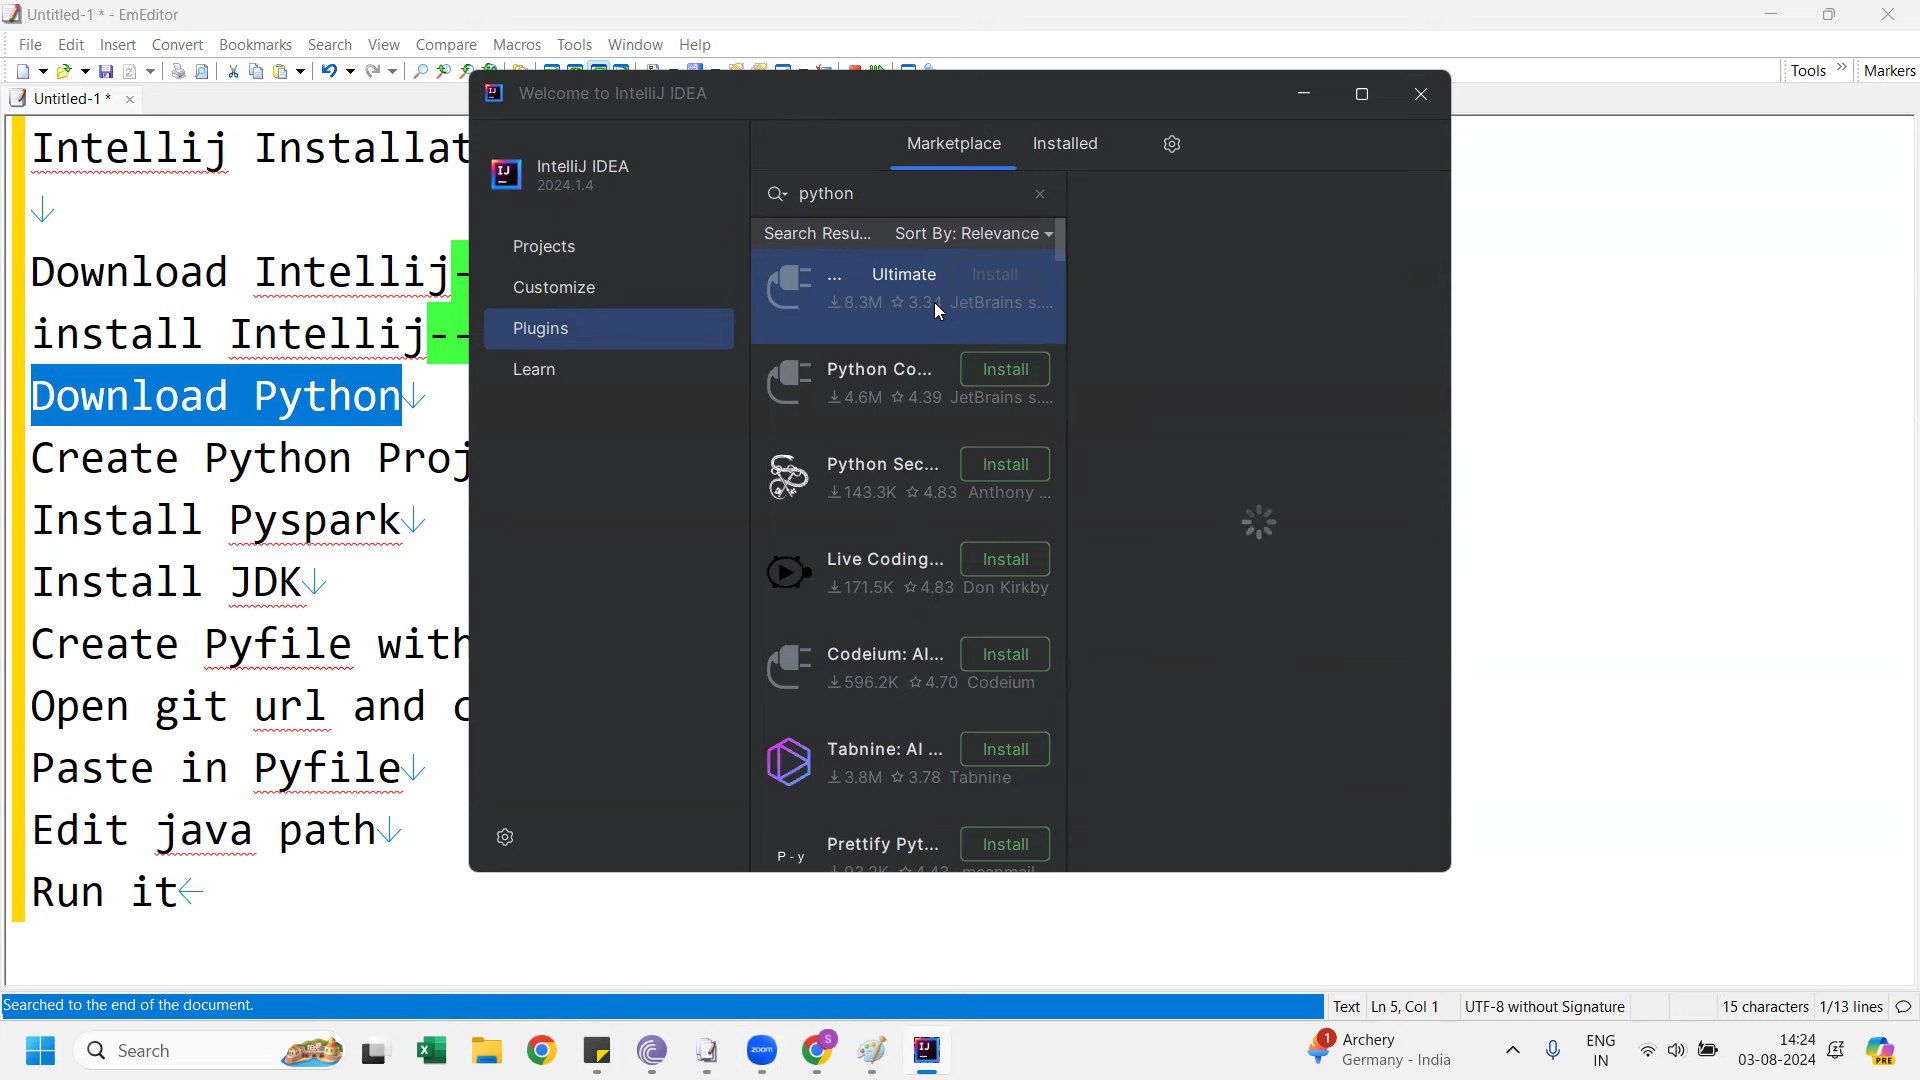 Untitled-1 * - EmEditor
File Edit Insert Convert Bookmarks Search View Compare Macros Tools Window Help
Tools » Markers
Untitled-1 *
Intellij Installat
Download Intellij-
install Intellij--
Download Python
Create Python Proj
Install Pyspark
Install JDK
Create Pyfile with
Open git url and c
Paste in Pyfile
Edit java path
Run it
Welcome to IntelliJ IDEA
IntelliJ IDEA
2024.1.4
Projects
Customize
Plugins
Learn
Marketplace Installed
python
Search Resu... Sort By: Relevance
... Ultimate Install
8.3M 3.34 JetBrains s....
Python Co... Install
4.6M 4.39 JetBrains s....
Python Sec... Install
143.3K 4.83 Anthony ...
Live Coding... Install
171.5K 4.83 Don Kirkby
Codeium: AI... Install
596.2K 4.70 Codeium
Tabnine: AI ... Install
3.8M 3.78 Tabnine
P - y Prettify Pyt... Install
Searched to the end of the document.
Text Ln 5, Col 1 UTF-8 without Signature 15 characters 1/13 lines
Search
zoom
S
1 Archery
Germany - India
ENG
IN
14:24
03-08-2024
PRE